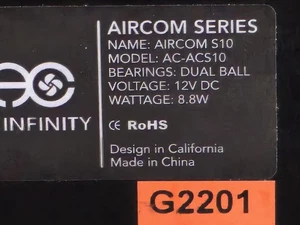 AIRCOM SERIES
NAME: AIRCOM S10
MODEL: AC-ACS10
BEARINGS: DUAL BALL
VOLTAGE: 12V DC
WATTAGE: 8.8W
INFINITY
CE RoHS
Design in California
Made in China
G2201